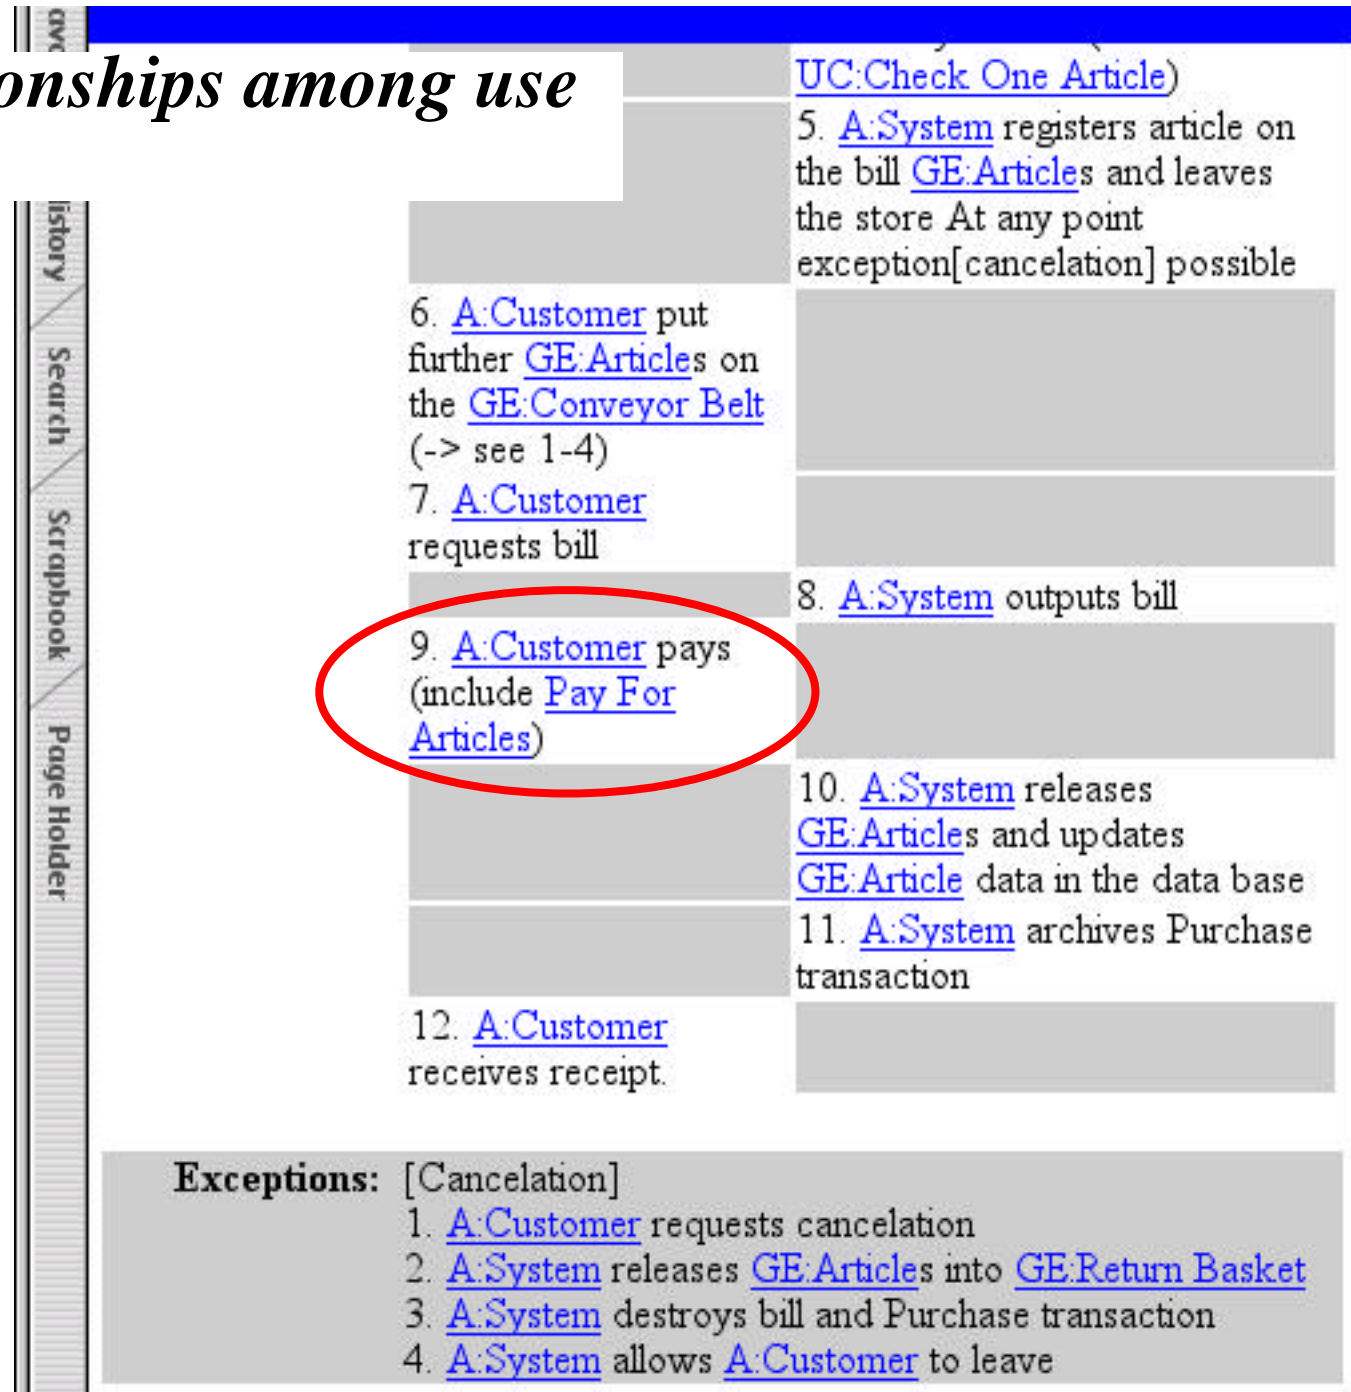 onships among use
UC:Check One Article)
5. A:System registers article on
the bill GE:Articles and leaves
the store At any point
exception[cancelation] possible
6. A:Customer put
further GE:Articles on
the GE:Conveyor Belt
(-> see 1-4)
7. A:Customer
requests bill
8. A:System outputs bill
9. A:Customer pays
(include Pay For
Articles)
10. A:System releases
GE:Articles and updates
GE:Article data in the data base
11. A:System archives Purchase
transaction
12. A:Customer
receives receipt.
Exceptions: [Cancelation]
1. A:Customer requests cancelation
2. A:System releases GE:Articles into GE:Return Basket
3. A:System destroys bill and Purchase transaction
4. A:System allows A:Customer to leave
istory
Search
Scrapbook
Page Holder